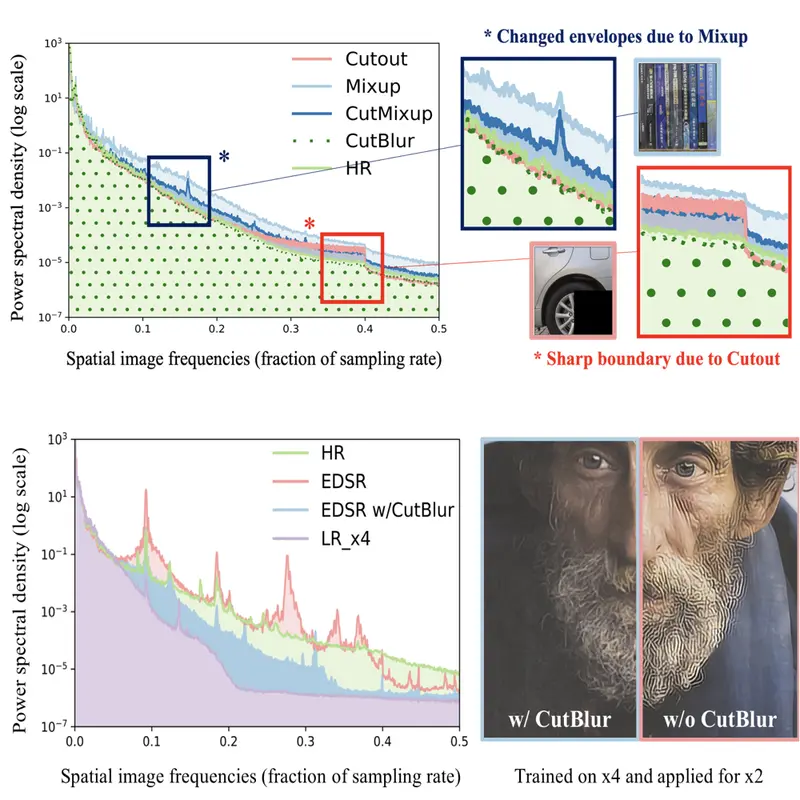 * Changed envelopes due to Mixup
Power spectral density (log scale)
10³
10¹
10⁻¹
10⁻³
10⁻⁵
10⁻⁷
0.0 0.1 0.2 0.3 0.4 0.5
Cutout
Mixup
CutMixup
CutBlur
HR
*
*
Spatial image frequencies (fraction of sampling rate)
* Sharp boundary due to Cutout
Power spectral density (log scale)
10³
10¹
10⁻¹
10⁻³
10⁻⁵
10⁻⁷
0.0 0.1 0.2 0.3 0.4 0.5
HR
EDSR
EDSR w/CutBlur
LR_x4
Spatial image frequencies (fraction of sampling rate)
w/ CutBlur
w/o CutBlur
Trained on x4 and applied for x2